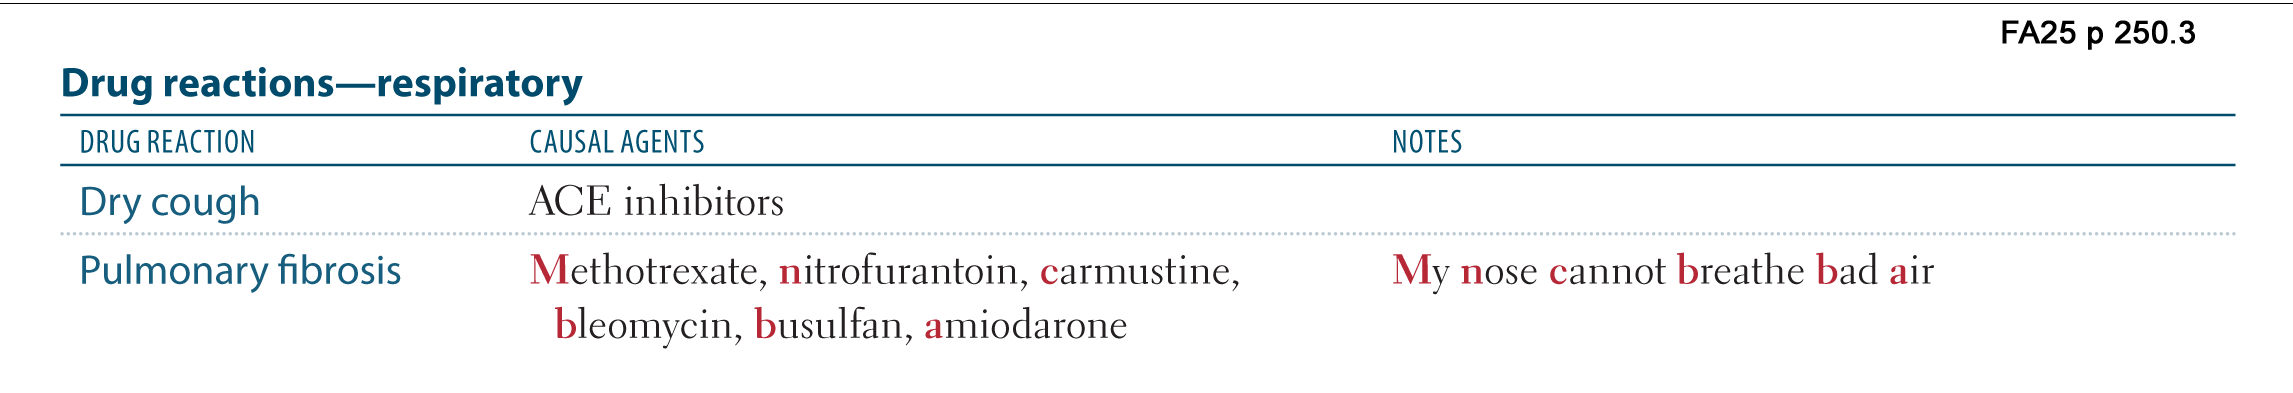 FA25 p 250.3
Drug reactions—respiratory
DRUG REACTION CAUSAL AGENTS NOTES
Dry cough ACE inhibitors
Pulmonary fibrosis Methotrexate, nitrofurantoin, carmustine, My nose cannot breathe bad air
bleomycin, busulfan, amiodarone